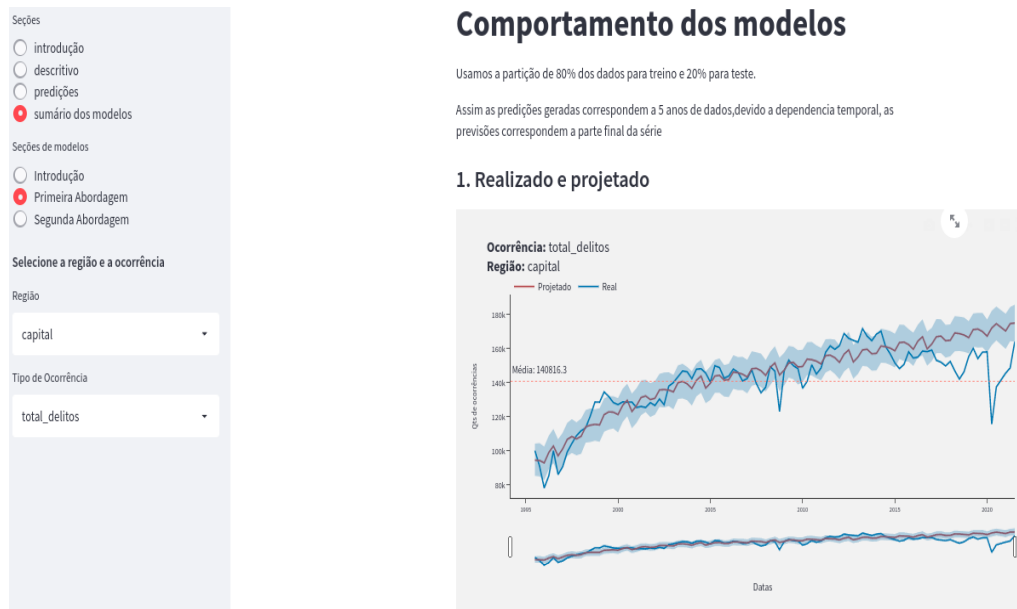 Seções
introdução
descritivo
predições
sumário dos modelos
Seções de modelos
Introdução
Primeira Abordagem
Segunda Abordagem
Selecione a região e a ocorrência
Região
capital
Tipo de Ocorrência
total_delitos
Comportamento dos modelos
Usamos a partição de 80% dos dados para treino e 20% para teste.
Assim as predições geradas correspondem a 5 anos de dados,devido a dependencia temporal, as
previsões correspondem a parte final da série
1. Realizado e projetado
Ocorrência: total_delitos
Região: capital
Projetado Real
Qts de ocorrências
180k
160k
Média: 140816.3
140k
120k
100k
80k
1995 2000 2005 2010 2015 2020
Datas